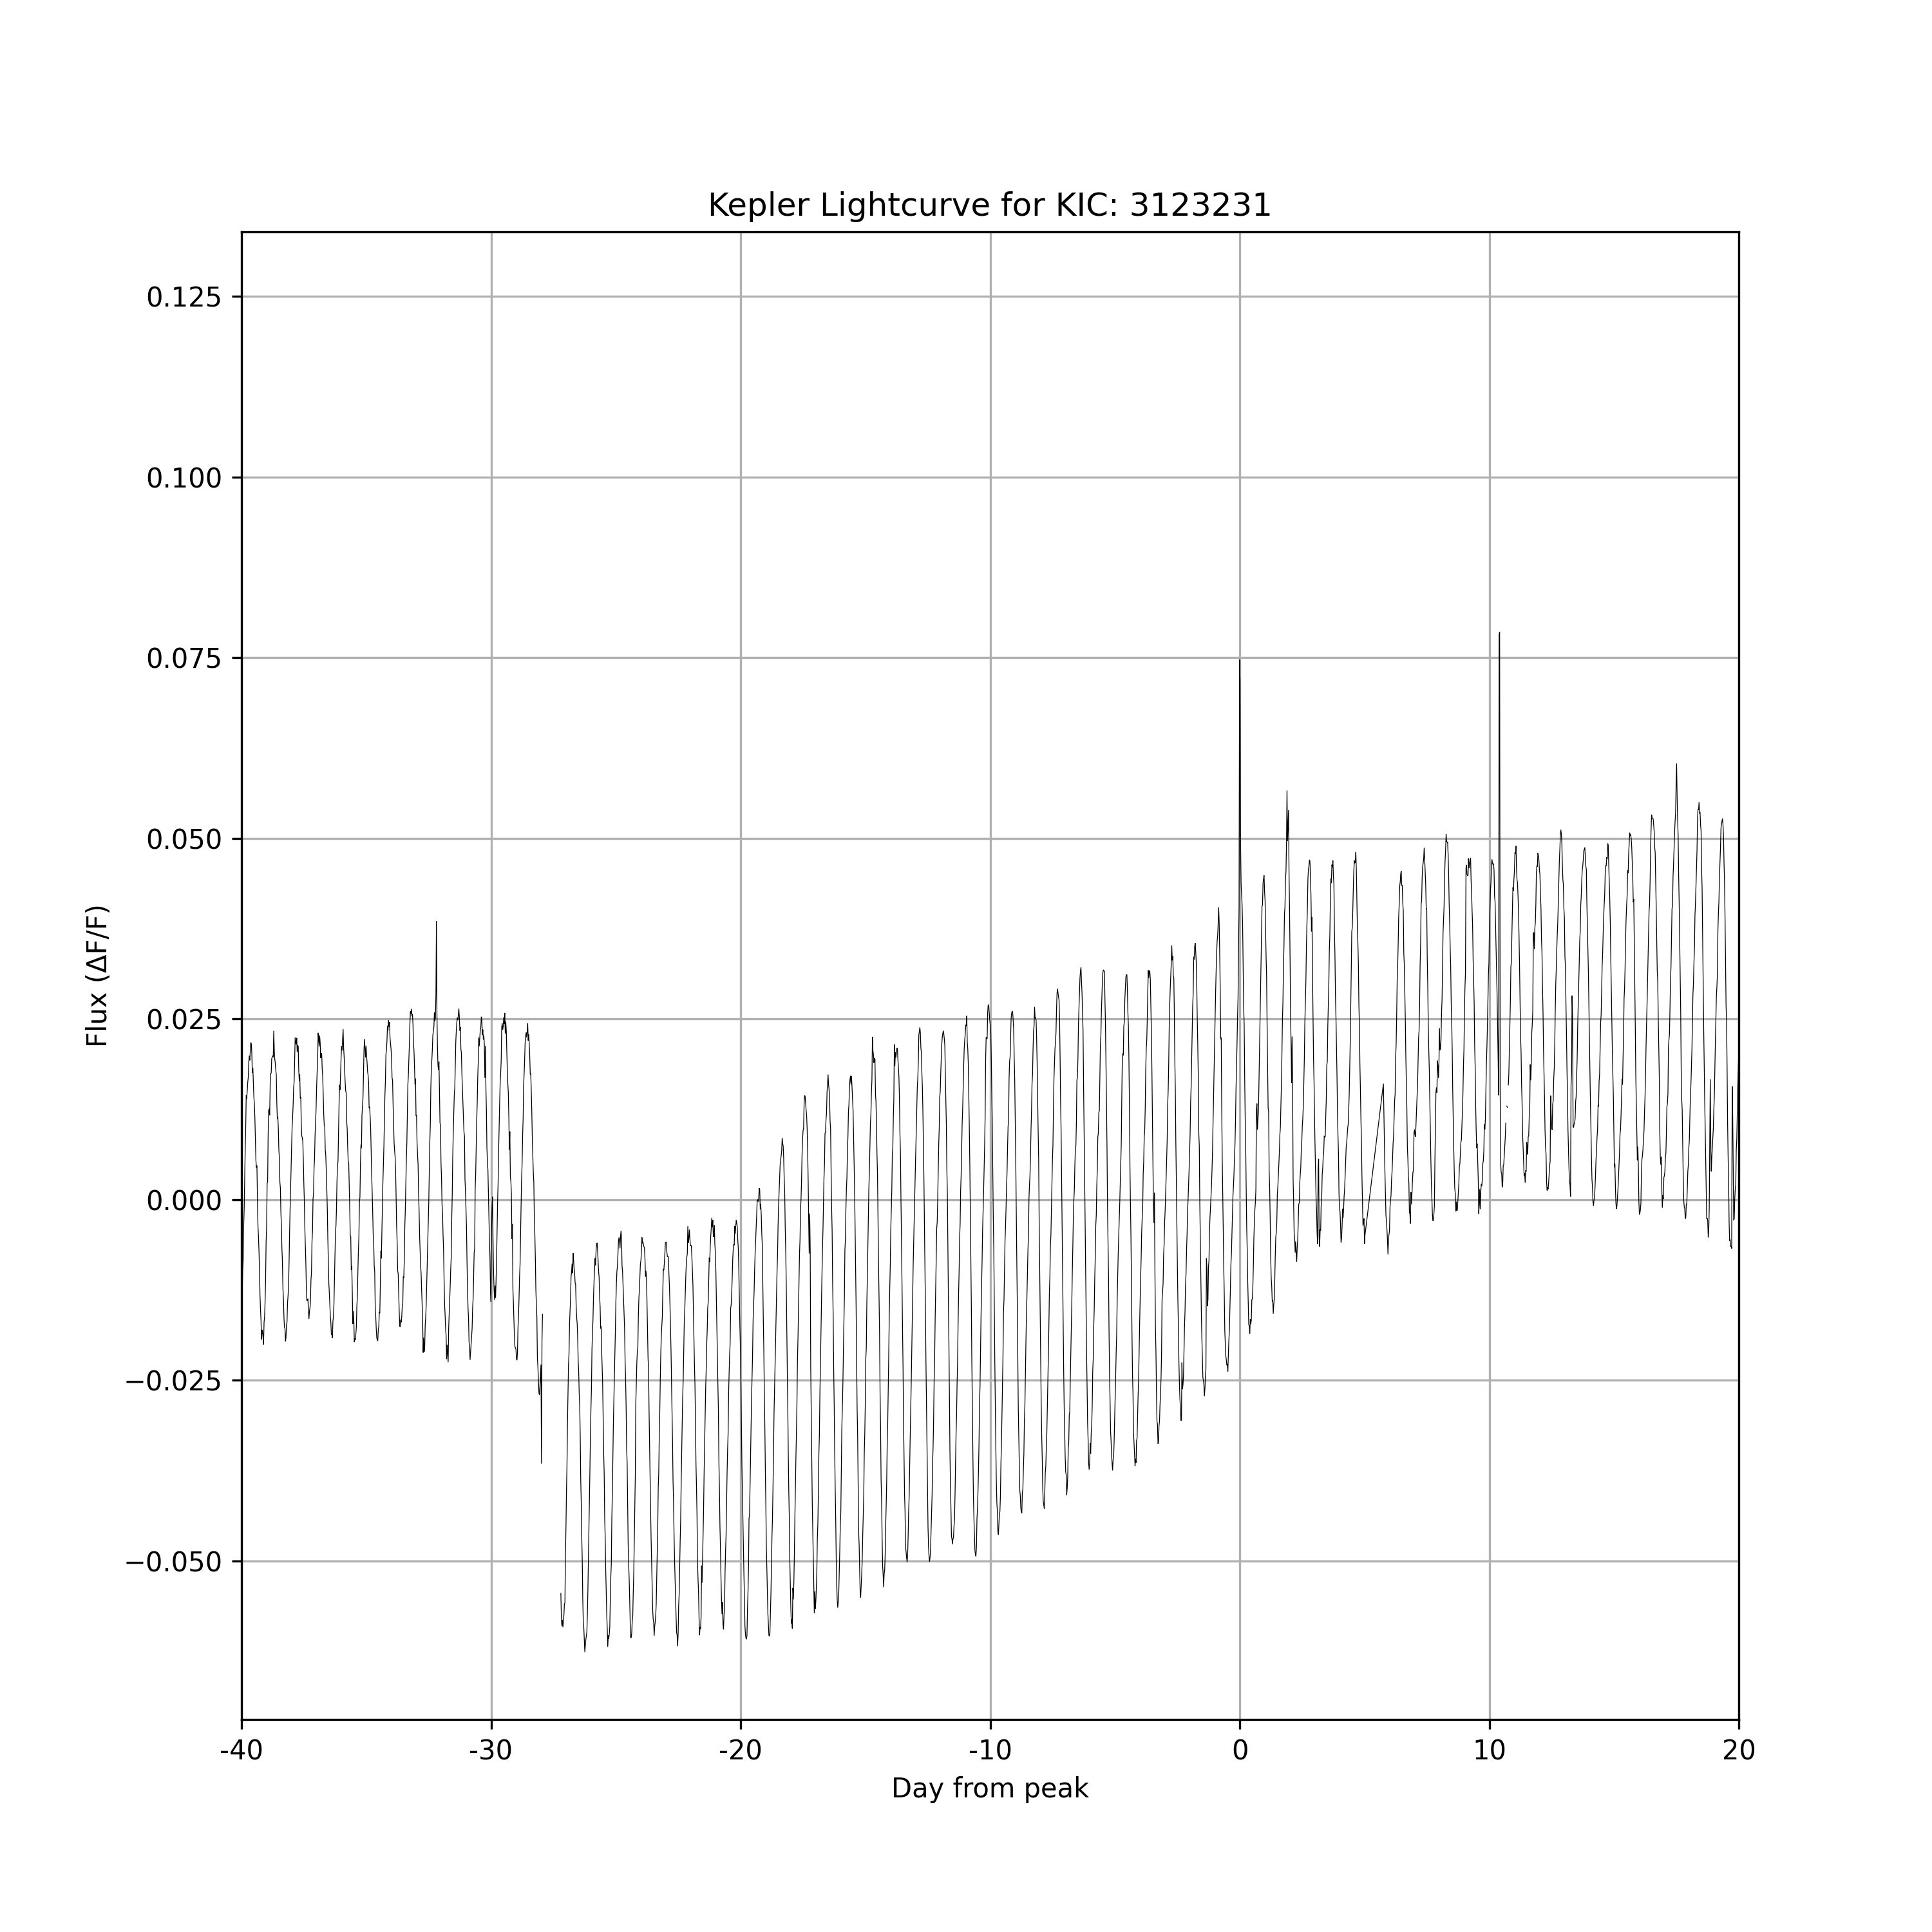 Kepler Lightcurve for KIC: 3123231
0.125
0.100
0.075
0.050
0.025
0.000
−0.025
−0.050
Flux (ΔF/F)
-40 -30 -20 -10 0 10 20
Day from peak